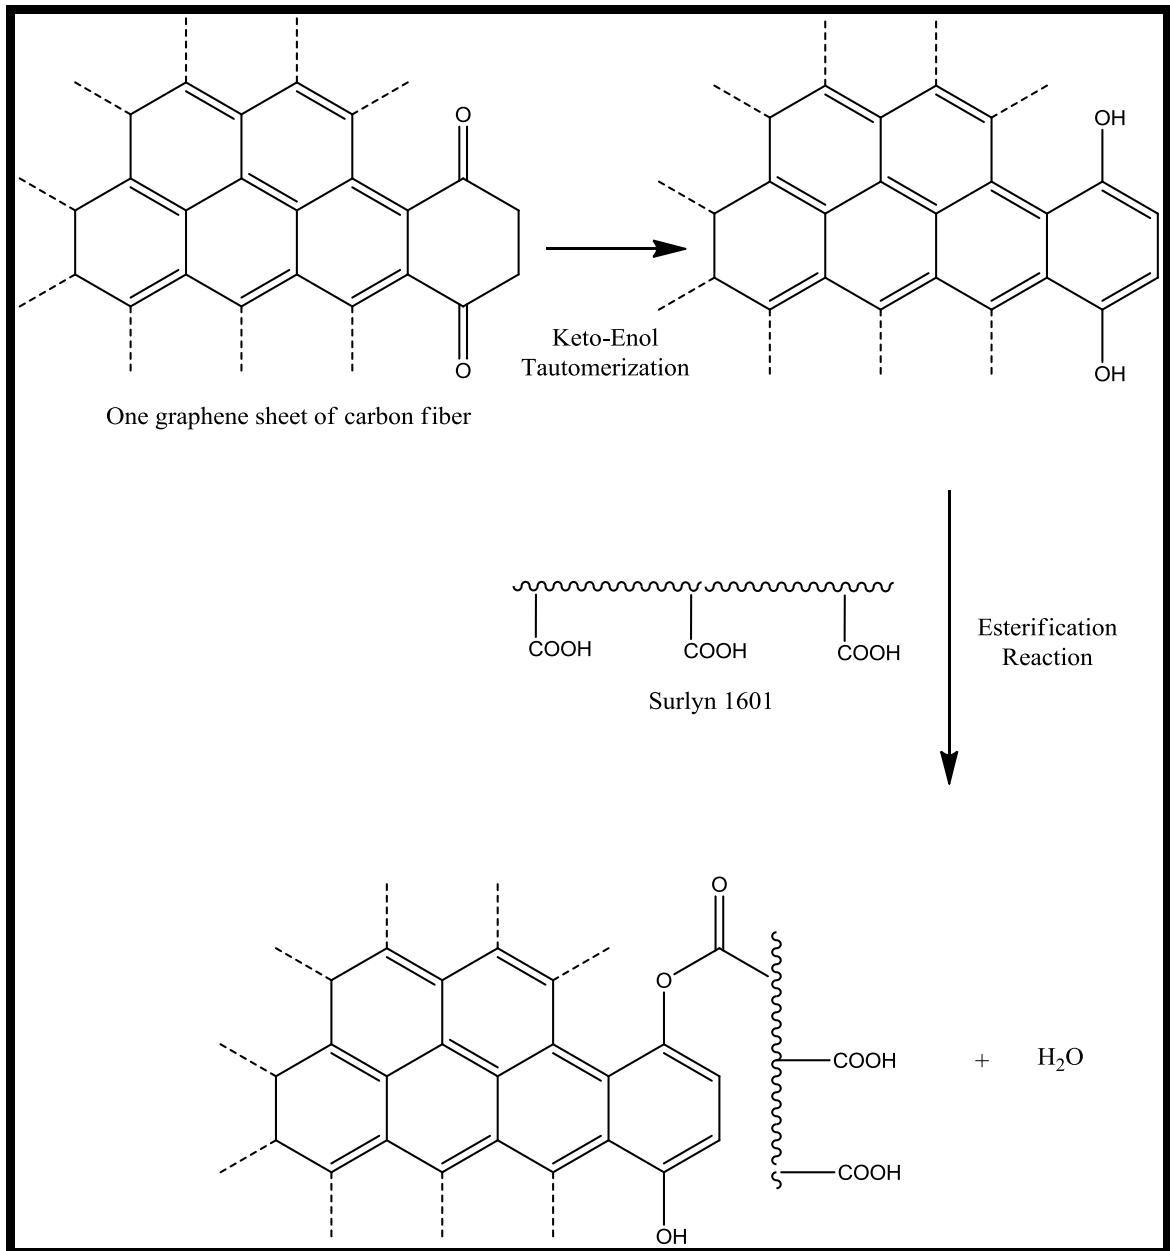 O
OH
O
OH
Keto-Enol
Tautomerization
One graphene sheet of carbon fiber
COOH
COOH
COOH
Surlyn 1601
Esterification
Reaction
O
O
COOH
+
H₂O
COOH
OH